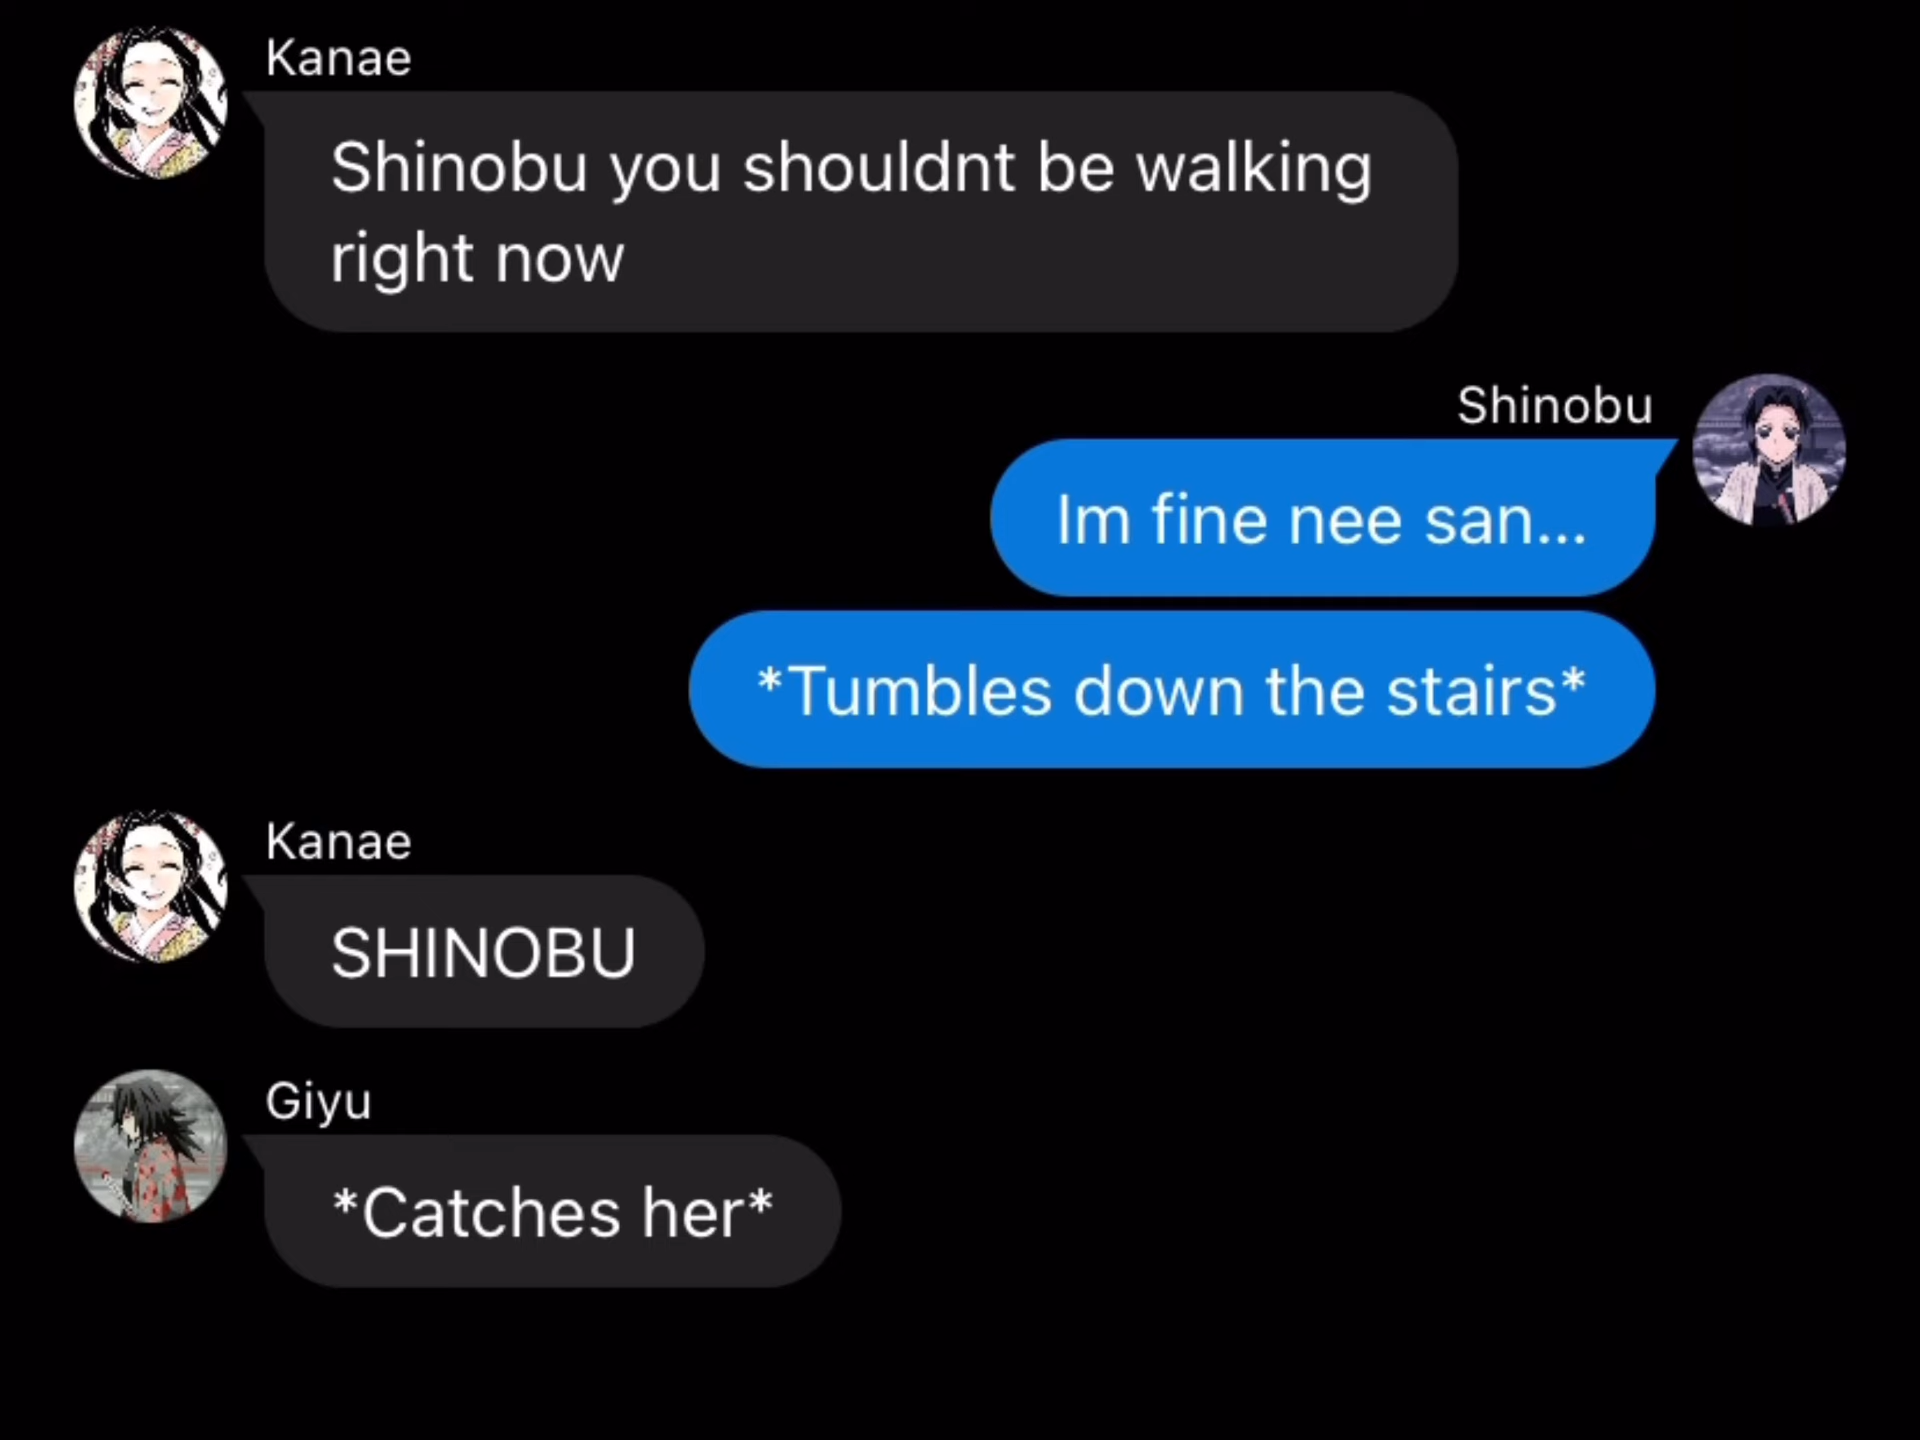 Kanae
Shinobu you shouldnt be walking
right now
Shinobu
Im fine nee san...
*Tumbles down the stairs*
Kanae
SHINOBU
Giyu
*Catches her*